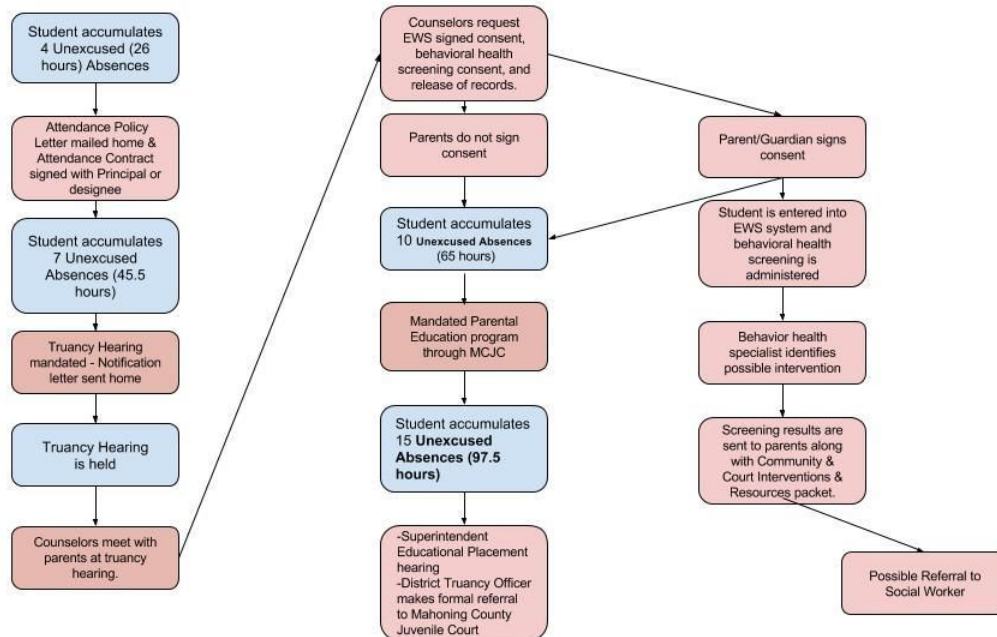 Student accumulates
4 Unexcused (26
hours) Absences
Attendance Policy
Letter mailed home &
Attendance Contract
signed with Principal or
designee
Student accumulates
7 Unexcused
Absences (45.5
hours)
Truancy Hearing
mandated - Notification
letter sent home
Truancy Hearing
is held
Counselors meet with
parents at truancy
hearing.
Counselors request
EWS signed consent,
behavioral health
screening consent, and
release of records.
Parents do not sign
consent
Student accumulates
10 Unexcused Absences
(65 hours)
Mandated Parental
Education program
through MCJC
Student accumulates
15 Unexcused
Absences (97.5
hours)
-Superintendent
Educational Placement
hearing
-District Truancy Officer
makes formal referral
to Mahoning County
Juvenile Court
Parent/Guardian signs
consent
Student is entered into
EWS system and
behavioral health
screening is
administered
Behavior health
specialist identifies
possible intervention
Screening results are
sent to parents along
with Community &
Court Interventions &
Resources packet.
Possible Referral to
Social Worker